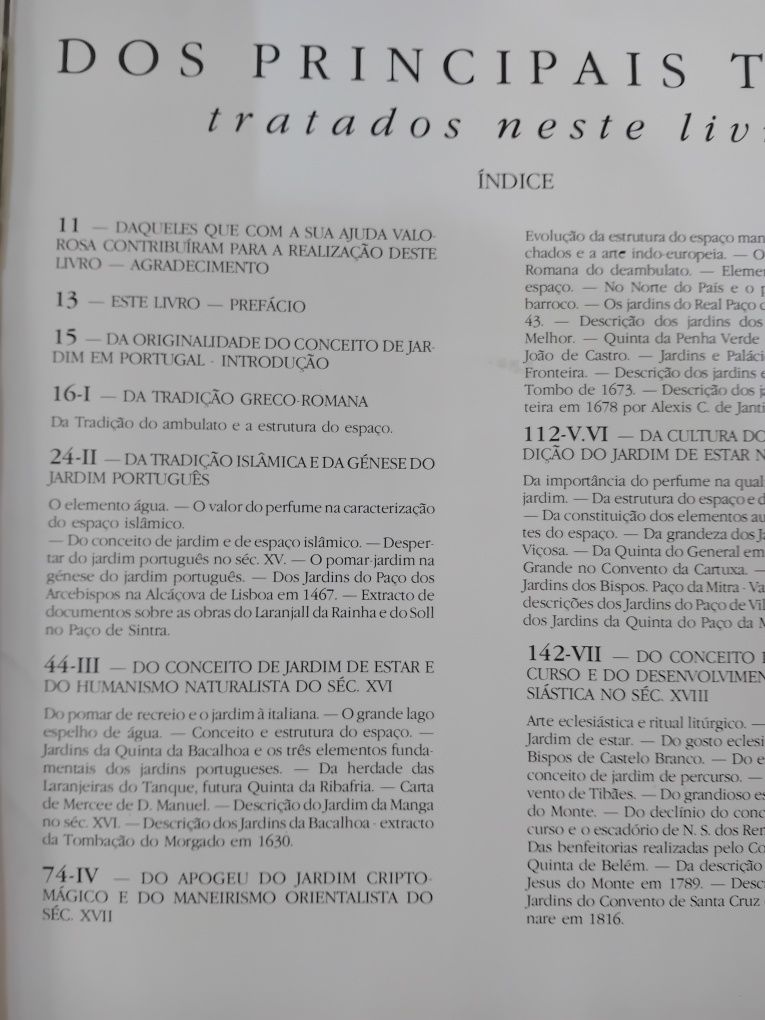 DOS PRINCIPAIS
tratados neste
ÍNDICE
11 — DAQUELES QUE COM A SUA AJUDA VALO-
ROSA CONTRIBUÍRAM PARA A REALIZAÇÃO DESTE
LIVRO — AGRADECIMENTO
13 — ESTE LIVRO — PREFÁCIO
15 — DA ORIGINALIDADE DO CONCEITO DE JAR-
DIM EM PORTUGAL - INTRODUÇÃO
16-I — DA TRADIÇÃO GRECO-ROMANA
Da Tradição do ambulato e a estrutura do espaço.
24-II — DA TRADIÇÃO ISLÂMICA E DA GÉNESE DO
JARDIM PORTUGUÊS
O elemento água. — O valor do perfume na caracterização
do espaço islâmico.
— Do conceito de jardim e de espaço islâmico. — Desper-
tar do jardim português no séc. XV. — O pomar-jardim na
génese do jardim português. — Dos Jardins do Paço dos
Arcebispos na Alcáçova de Lisboa em 1467. — Extracto de
documentos sobre as obras do Laranjall da Rainha e do Soll
no Paço de Sintra.
44-III — DO CONCEITO DE JARDIM DE ESTAR E
DO HUMANISMO NATURALISTA DO SÉC. XVI
Do pomar de recreio e o jardim à italiana. — O grande lago
espelho de água. — Conceito e estrutura do espaço. —
Jardins da Quinta da Bacalhoa e os três elementos funda-
mentais dos jardins portugueses. — Da herdade das
Laranjeiras do Tanque, futura Quinta da Ribafria. — Carta
de Mercee de D. Manuel. — Descrição do Jardim da Manga
no séc. XVI. — Descrição dos Jardins da Bacalhoa - extracto
da Tombação do Morgado em 1630.
74-IV — DO APOGEU DO JARDIM CRIPTO-
MÁGICO E DO MANEIRISMO ORIENTALISTA DO
SÉC. XVII
Evolução da estrutura do espaço
chados e a arte indo-europeia. — O
Romana do deambulato. —
espaço. — No Norte do País e o
barroco. — Os jardins do Real Paço
43. — Descrição dos jardins dos
Melhor. — Quinta da Penha Verde
João de Castro. — Jardins e
Fronteira. — Descrição dos jardins
Tombo de 1673. — Descrição dos
teira em 1678 por Alexis C. de
112-V.VI — DA CULTURA
DIÇÃO DO JARDIM DE ESTAR
Da importância do perfume na
jardim. — Da estrutura do espaço e
— Da constituição dos elementos
tes do espaço. — Da grandeza dos
Viçosa. — Da Quinta do General em
Grande no Convento da Cartuxa. —
Jardins dos Bispos. Paço da Mitra -
descrições dos Jardins do Paço de
dos Jardins da Quinta do Paço da
142-VII — DO CONCEITO
CURSO E DO
SIÁSTICA NO SÉC. XVIII
Arte eclesiástica e ritual litúrgico. —
Jardim de estar. — Do gosto
Bispos de Castelo Branco. — Do
conceito de jardim de percurso. —
vento de Tibães. — Do grandioso
do Monte. — Do declínio do
curso e o escadório de N. S. dos
Das benfeitorias realizadas pelo
Quinta de Belém. — Da descrição
Jesus do Monte em 1789. —
Jardins do Convento de Santa Cruz
nare em 1816.